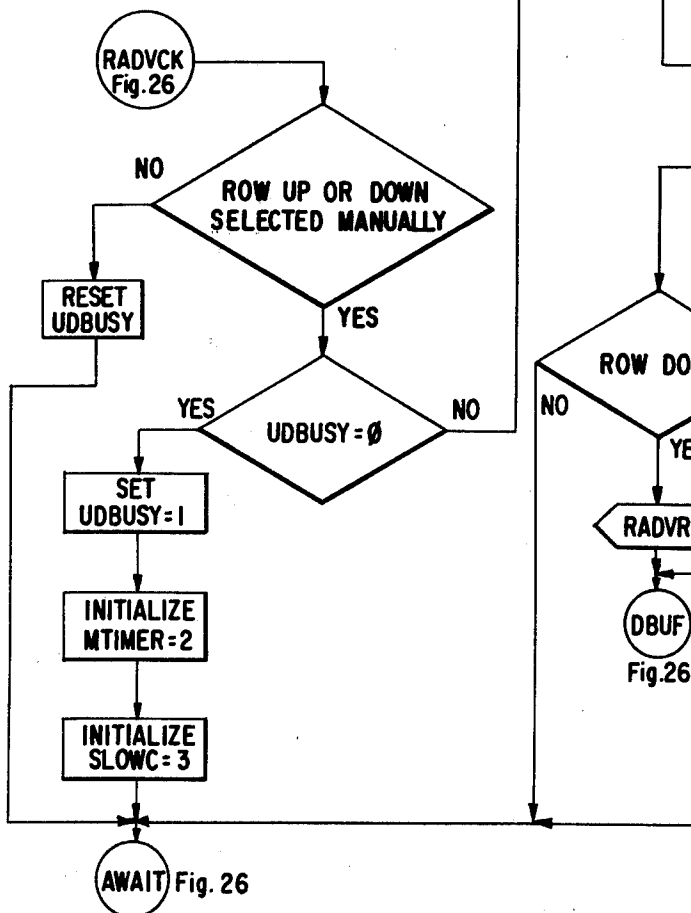 RADVCK
Fig.26
NO
ROW UP OR DOWN
SELECTED MANUALLY
RESET
UDBUSY
YES
YES
UDBUSY=Ø
NO
SET
UDBUSY=1
INITIALIZE
MTIMER=2
INITIALIZE
SLOWC=3
AWAIT Fig. 26
ROW DO
NO
YE
RADVR
DBUF
Fig.26